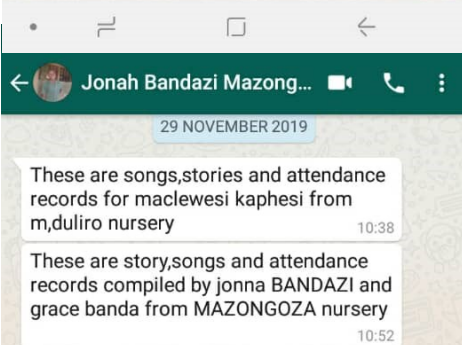 Jonah Bandazi Mazong...
29 NOVEMBER 2019
These are songs,stories and attendance
records for maclewesi kaphesi from
m,duliro nursery
10:38
These are story,songs and attendance
records compiled by jonna BANDAZI and
grace banda from MAZONGOZA nursery
10:52